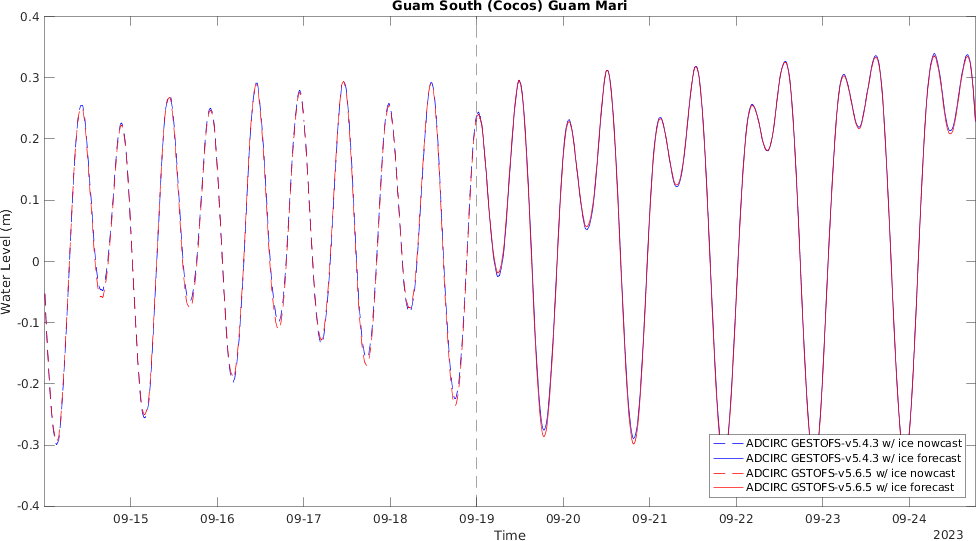 Guam South (Cocos) Guam Mari
0.4
0.3
0.2
0.1
0
-0.1
-0.2
-0.3
-0.4
Water Level (m)
ADCIRC GESTOFS-v5.4.3 w/ ice nowcast
ADCIRC GESTOFS-v5.4.3 w/ ice forecast
ADCIRC GSTOFS-v5.6.5 w/ ice nowcast
ADCIRC GSTOFS-v5.6.5 w/ ice forecast
09-15 09-16 09-17 09-18 09-19 09-20 09-21 09-22 09-23 09-24
Time
2023